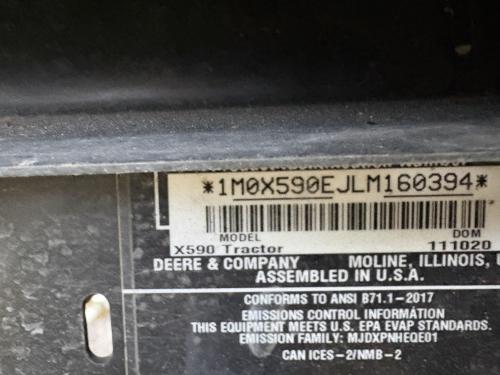 *1M0X590EJLM160394*
MODEL DOM
X590 Tractor 111020
DEERE & COMPANY MOLINE, ILLINOIS, U
ASSEMBLED IN U.S.A.
CONFORMS TO ANSI B71.1-2017
EMISSIONS CONTROL INFORMATION
THIS EQUIPMENT MEETS U.S. EPA EVAP STANDARDS.
EMISSION FAMILY: MJDXPNHEQE01
CAN ICES-2/NMB-2